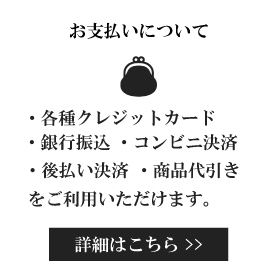 お支払いについて
・各種クレジットカード
・銀行振込 ・コンビニ決済
・後払い決済 ・商品代引き
をご利用いただけます。
詳細はこちら >>